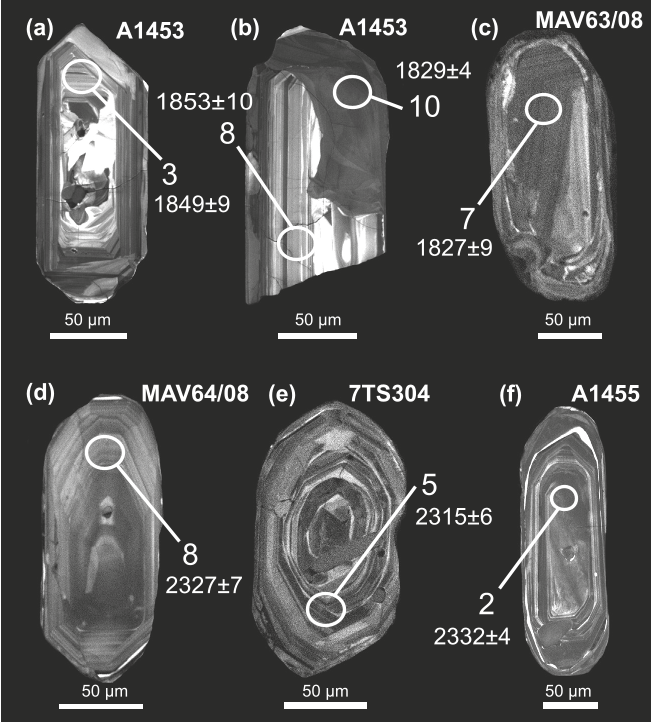 (a) A1453
1853±10
3
1849±9
50 µm
(b) A1453
1829±4
10
8
50 µm
(c) MAV63/08
7
1827±9
50 µm
(d) MAV64/08
8
2327±7
50 µm
(e) 7TS304
5
2315±6
50 µm
(f) A1455
2
2332±4
50 µm